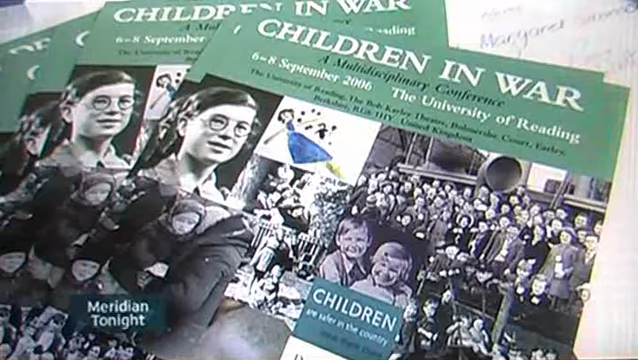 CHILDREN IN WAR
6–8 September
CHILDREN IN WAR
A Multidisciplinary Conference
6–8 September 2006 The University of Reading
The University of Reading, The Bob Kayley Theatre, Bulmershe Court, Earley,
Berkshire, RG6 1HY, United Kingdom
Margaret
CHILDREN
are safer in the country
Meridian
Tonight